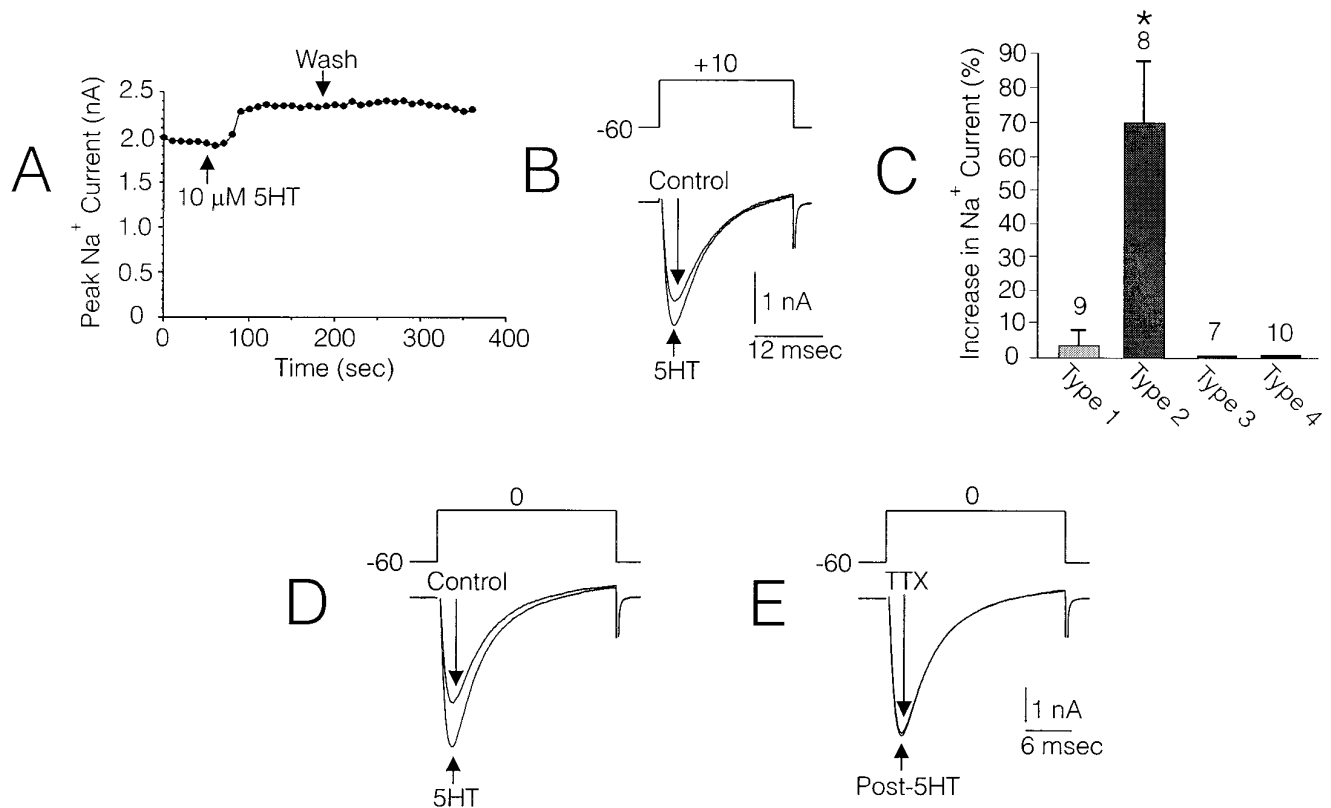 A
Peak Na+ Current (nA)
2.5
2.0
1.5
1.0
0.5
0
Wash
10 µM 5HT
0
100
200
300
400
Time (sec)
B
+10
-60
Control
5HT
1 nA
12 msec
C
Increase in Na+ Current (%)
90
80
70
60
50
40
30
20
10
0
9
*
8
7
10
Type 1
Type 2
Type 3
Type 4
D
0
-60
Control
5HT
E
0
-60
TTX
Post-5HT
1 nA
6 msec